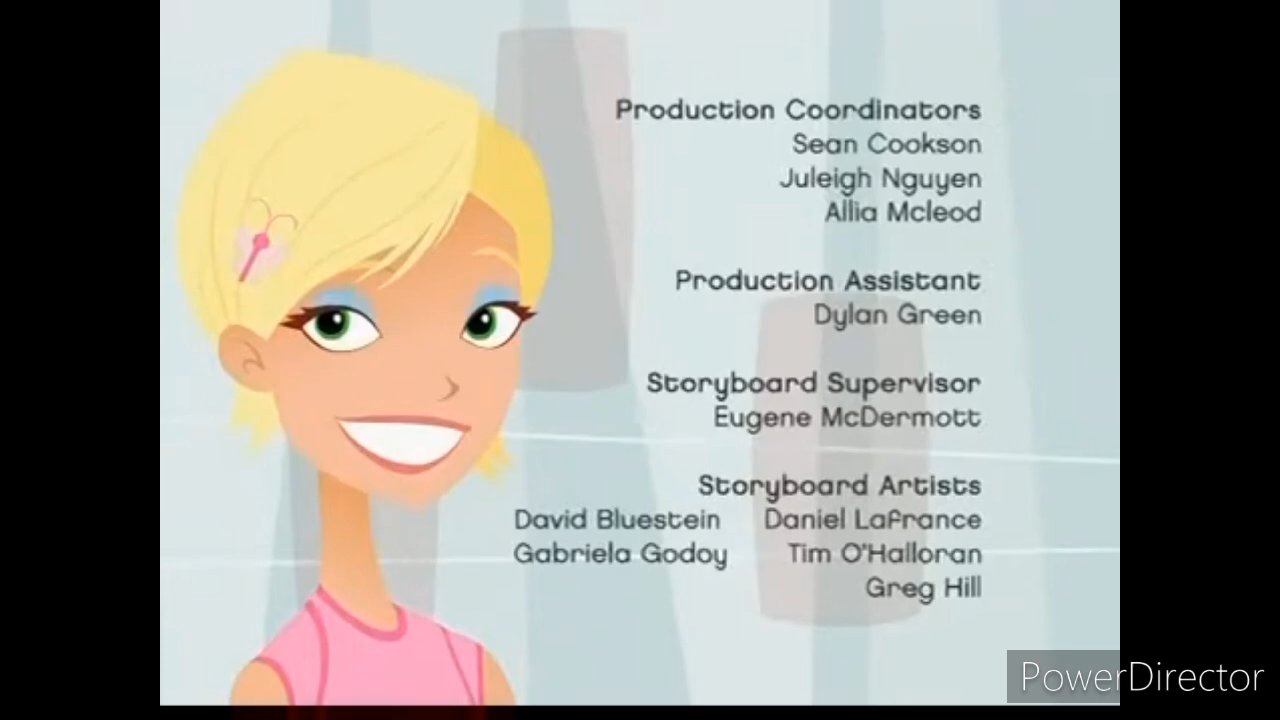 Production Coordinators
Sean Cookson
Juleigh Nguyen
Allia Mcleod
Production Assistant
Dylan Green
Storyboard Supervisor
Eugene McDermott
Storyboard Artists
David Bluestein Daniel Lafrance
Gabriela Godoy Tim O'Halloran
Greg Hill
PowerDirector